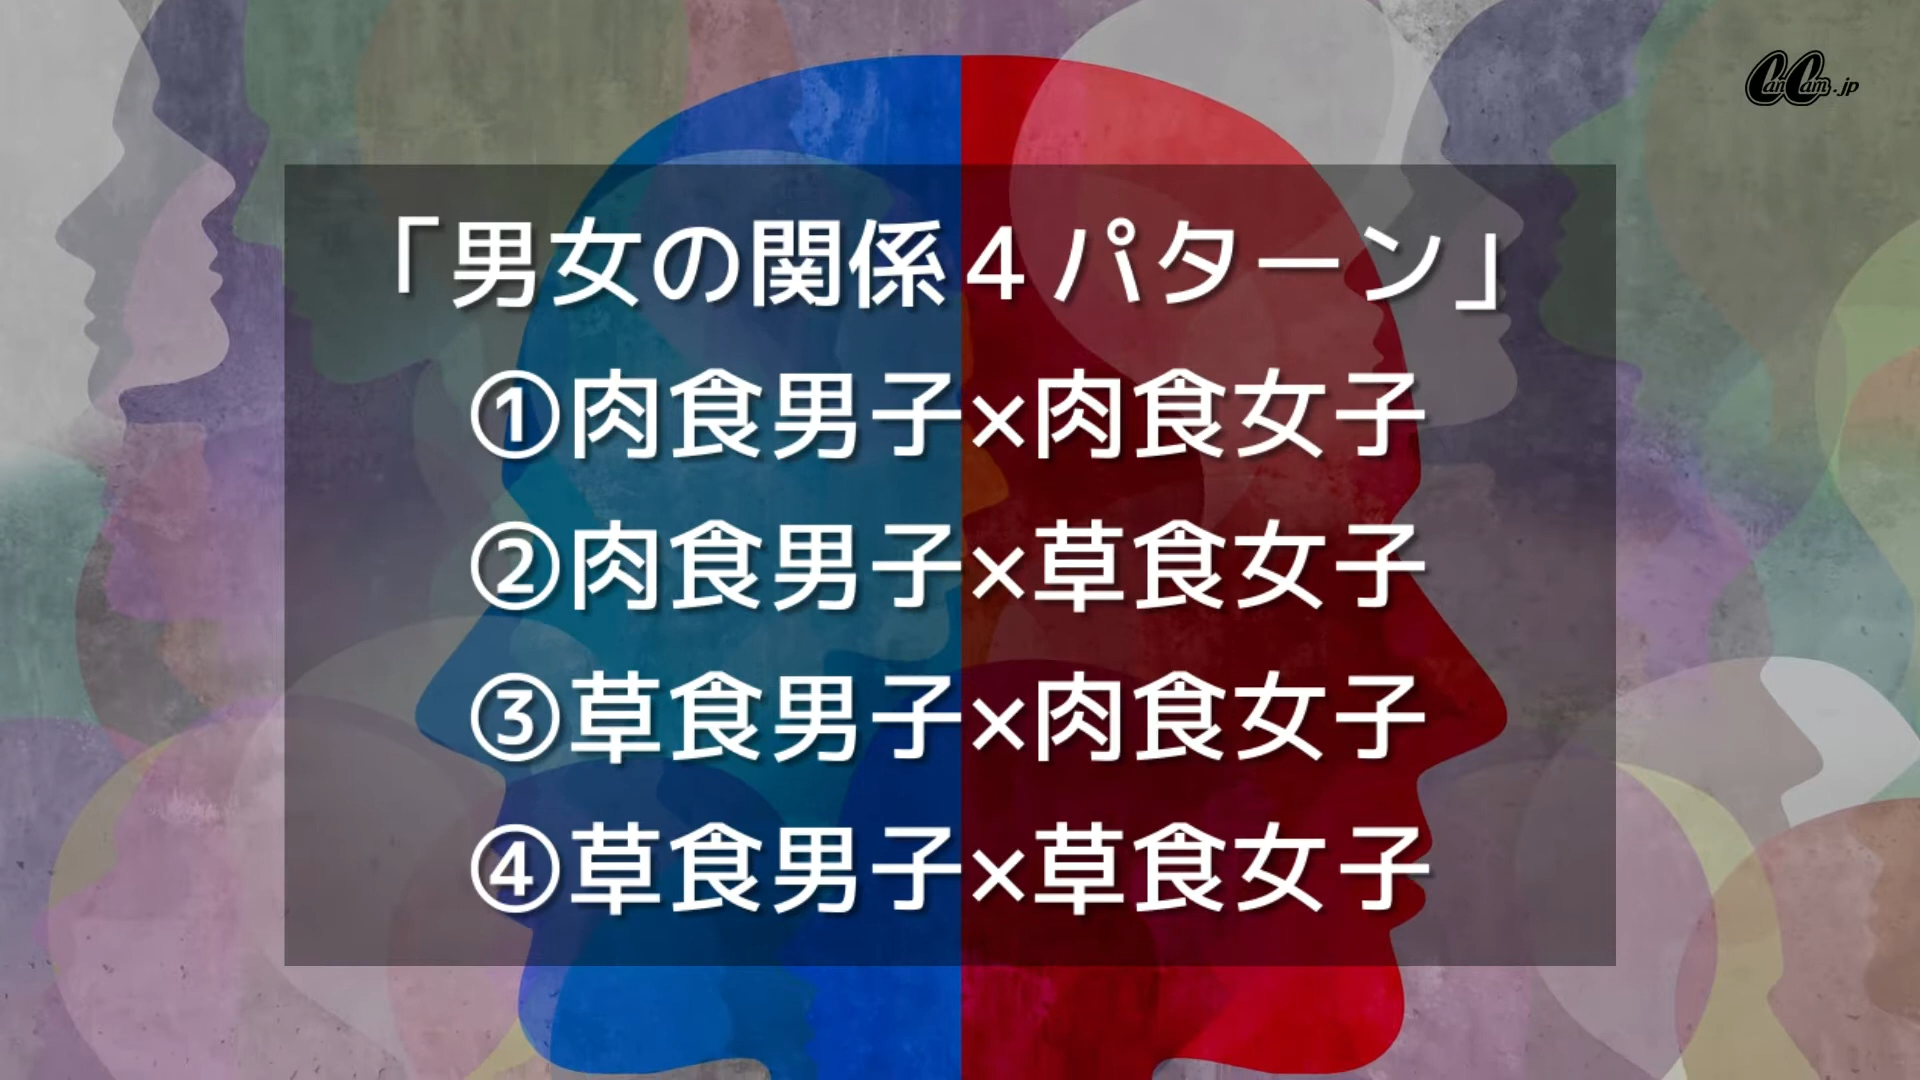 CanCam.jp
「男女の関係４パターン」
①肉食男子×肉食女子
②肉食男子×草食女子
③草食男子×肉食女子
④草食男子×草食女子